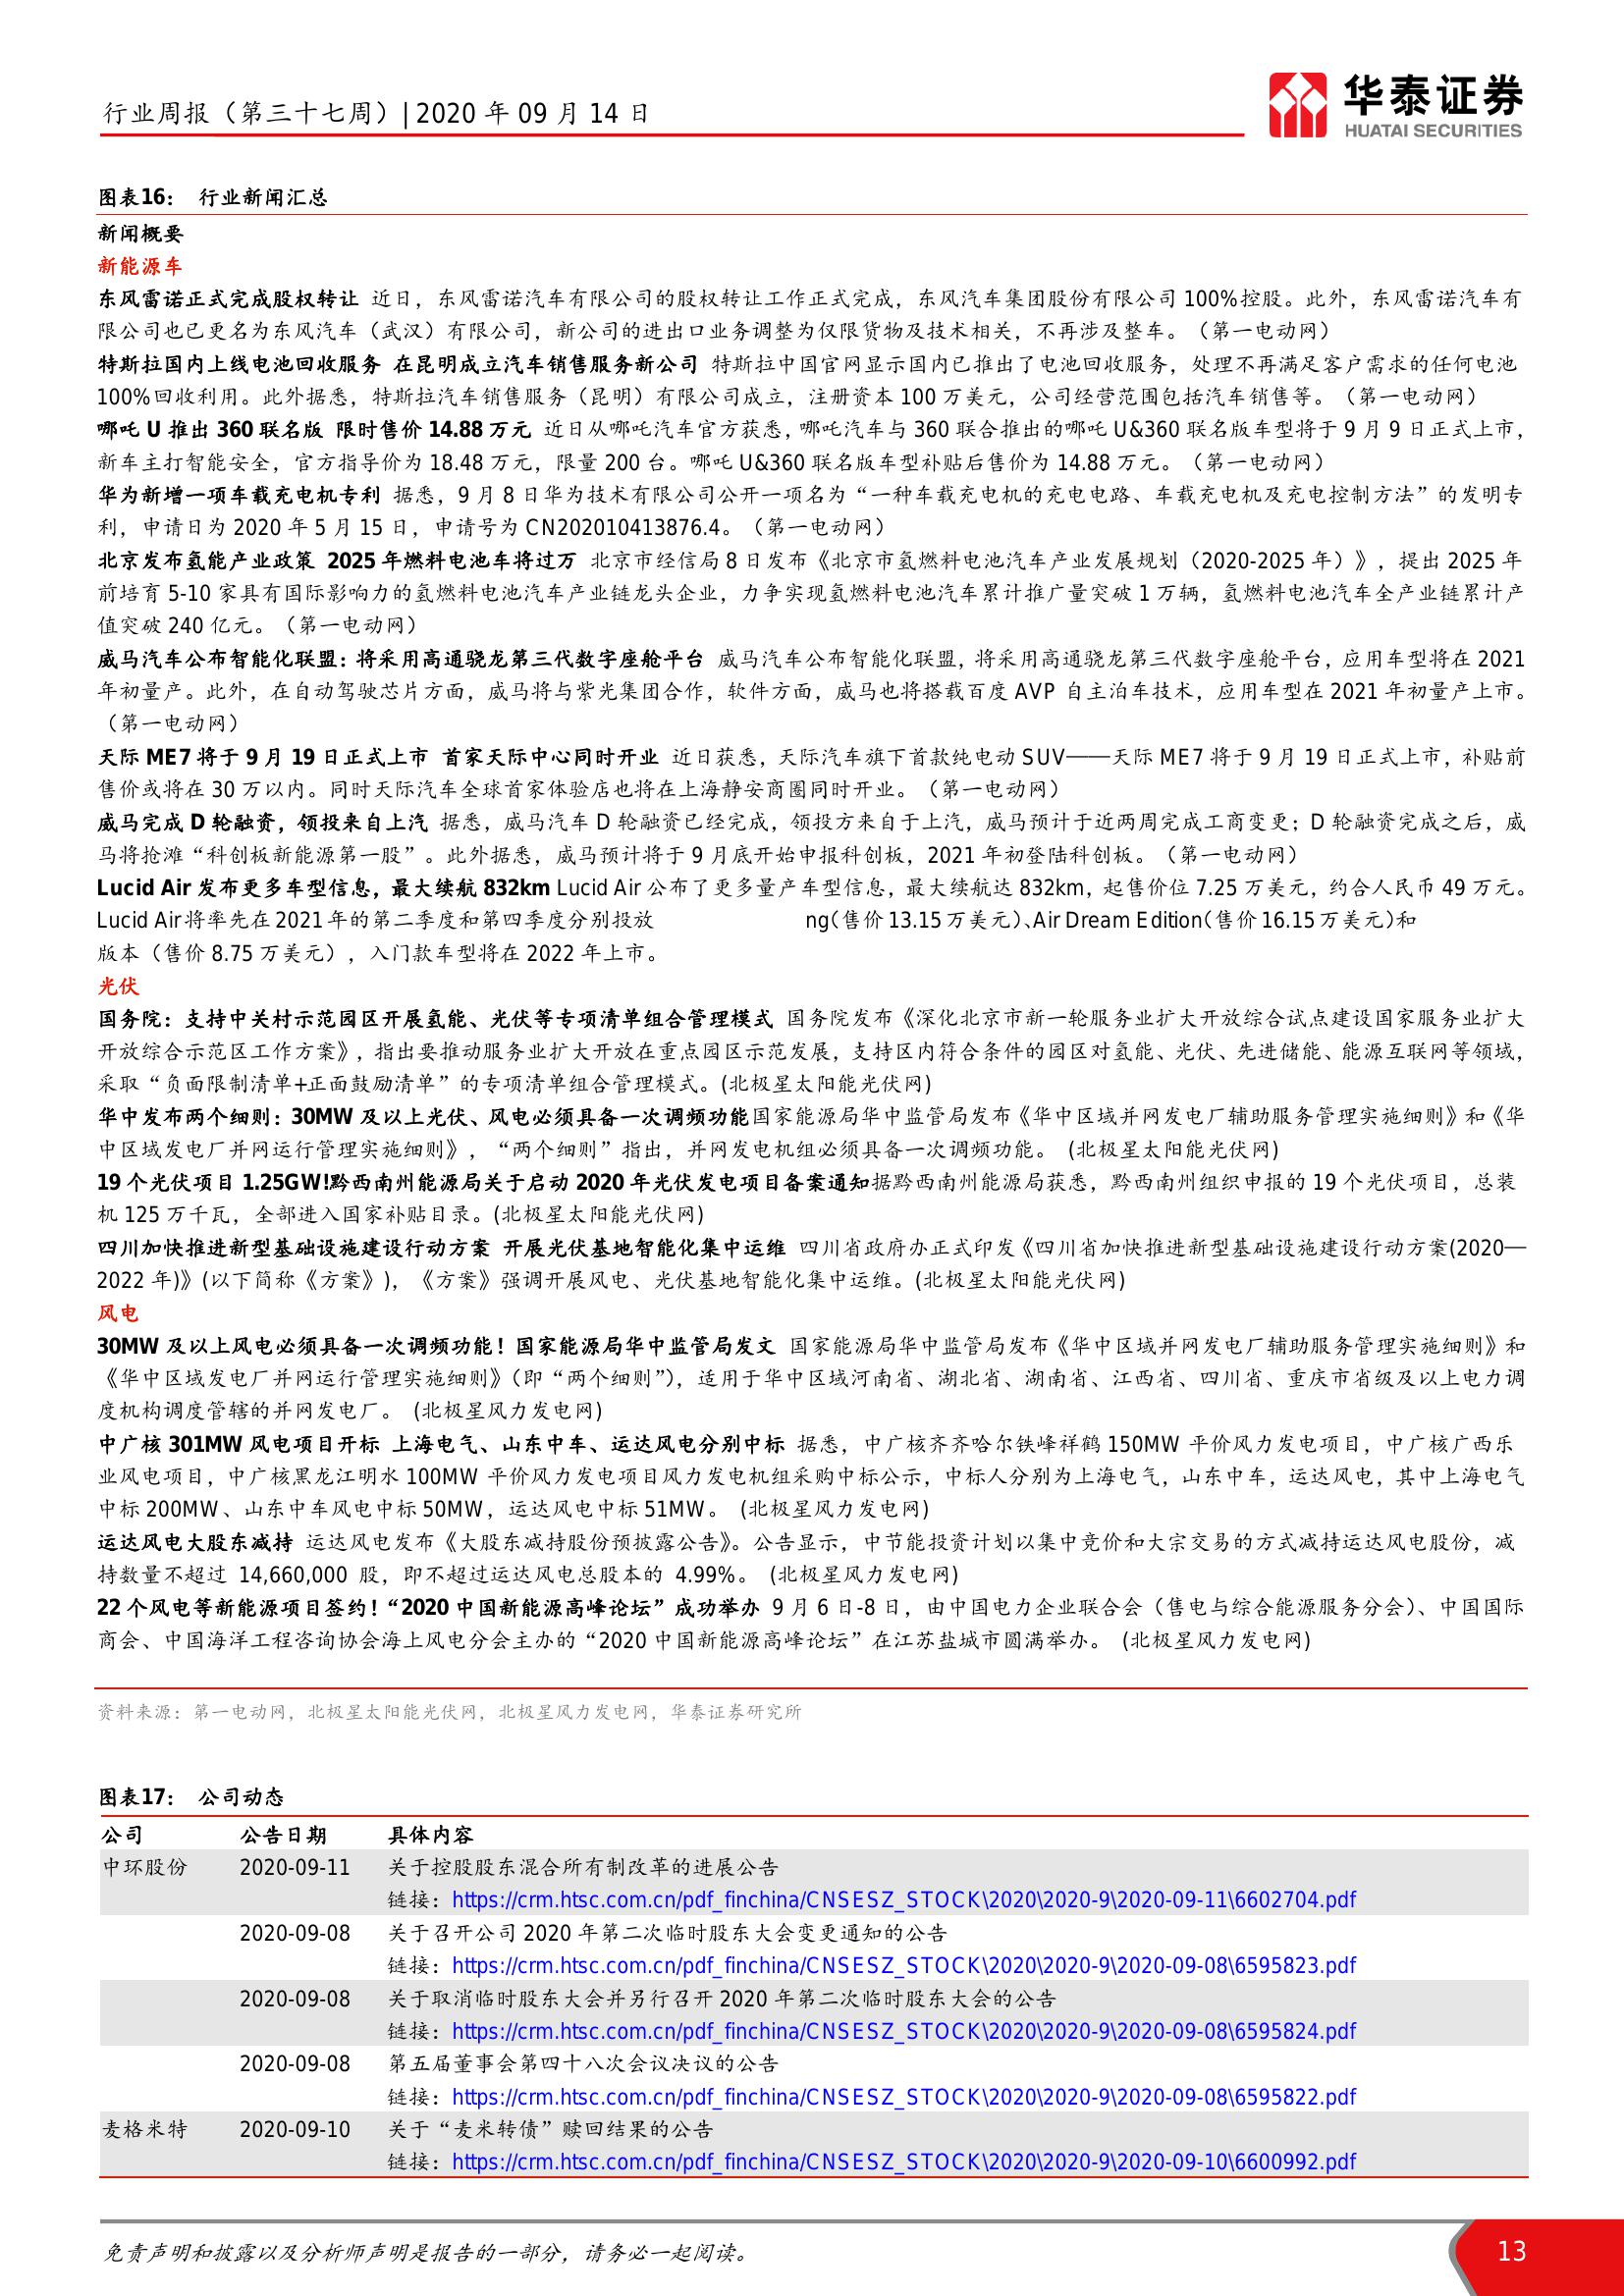 行业周报（第三十七周）| 2020 年 09 月 14 日
华泰证券
HUATAI SECURITIES
图表16： 行业新闻汇总
新闻概要
新能源车
东风雷诺正式完成股权转让 近日，东风雷诺汽车有限公司的股权转让工作正式完成，东风汽车集团股份有限公司 100%控股。此外，东风雷诺汽车有
限公司也已更名为东风汽车（武汉）有限公司，新公司的进出口业务调整为仅限货物及技术相关，不再涉及整车。（第一电动网）
特斯拉国内上线电池回收服务 在昆明成立汽车销售服务新公司 特斯拉中国官网显示国内已推出了电池回收服务，处理不再满足客户需求的任何电池
100%回收利用。此外据悉，特斯拉汽车销售服务（昆明）有限公司成立，注册资本 100 万美元，公司经营范围包括汽车销售等。（第一电动网）
哪吒 U 推出 360 联名版 限时售价 14.88 万元 近日从哪吒汽车官方获悉，哪吒汽车与 360 联合推出的哪吒 U&360 联名版车型将于 9 月 9 日正式上市，
新车主打智能安全，官方指导价为 18.48 万元，限量 200 台。哪吒 U&360 联名版车型补贴后售价为 14.88 万元。（第一电动网）
华为新增一项车载充电机专利 据悉，9 月 8 日华为技术有限公司公开一项名为“一种车载充电机的充电电路、车载充电机及充电控制方法”的发明专
利，申请日为 2020 年 5 月 15 日，申请号为 CN202010413876.4。（第一电动网）
北京发布氢能产业政策 2025 年燃料电池车将过万 北京市经信局 8 日发布《北京市氢燃料电池汽车产业发展规划（2020-2025 年）》，提出 2025 年
前培育 5-10 家具有国际影响力的氢燃料电池汽车产业链龙头企业，力争实现氢燃料电池汽车累计推广量突破 1 万辆，氢燃料电池汽车全产业链累计产
值突破 240 亿元。（第一电动网）
威马汽车公布智能化联盟：将采用高通骁龙第三代数字座舱平台 威马汽车公布智能化联盟，将采用高通骁龙第三代数字座舱平台，应用车型将在 2021
年初量产。此外，在自动驾驶芯片方面，威马将与紫光集团合作，软件方面，威马也将搭载百度 AVP 自主泊车技术，应用车型在 2021 年初量产上市。
（第一电动网）
天际 ME7 将于 9 月 19 日正式上市 首家天际中心同时开业 近日获悉，天际汽车旗下首款纯电动 SUV——天际 ME7 将于 9 月 19 日正式上市，补贴前
售价或将在 30 万以内。同时天际汽车全球首家体验店也将在上海静安商圈同时开业。（第一电动网）
威马完成 D 轮融资，领投来自上汽 据悉，威马汽车 D 轮融资已经完成，领投方来自于上汽，威马预计于近两周完成工商变更；D 轮融资完成之后，威
马将抢滩“科创板新能源第一股”。此外据悉，威马预计将于 9 月底开始申报科创板，2021 年初登陆科创板。（第一电动网）
Lucid Air 发布更多车型信息，最大续航 832km Lucid Air 公布了更多量产车型信息，最大续航达 832km，起售价位 7.25 万美元，约合人民币 49 万元。
Lucid Air将率先在 2021 年的第二季度和第四季度分别投放 ng（售价 13.15 万美元）、Air Dream Edition（售价 16.15 万美元）和
版本（售价 8.75 万美元），入门款车型将在 2022 年上市。
光伏
国务院：支持中关村示范园区开展氢能、光伏等专项清单组合管理模式 国务院发布《深化北京市新一轮服务业扩大开放综合试点建设国家服务业扩大
开放综合示范区工作方案》，指出要推动服务业扩大开放在重点园区示范发展，支持区内符合条件的园区对氢能、光伏、先进储能、能源互联网等领域，
采取“负面限制清单+正面鼓励清单”的专项清单组合管理模式。(北极星太阳能光伏网)
华中发布两个细则：30MW 及以上光伏、风电必须具备一次调频功能国家能源局华中监管局发布《华中区域并网发电厂辅助服务管理实施细则》和《华
中区域发电厂并网运行管理实施细则》，“两个细则”指出，并网发电机组必须具备一次调频功能。 (北极星太阳能光伏网)
19 个光伏项目 1.25GW!黔西南州能源局关于启动 2020 年光伏发电项目备案通知据黔西南州能源局获悉，黔西南州组织申报的 19 个光伏项目，总装
机 125 万千瓦，全部进入国家补贴目录。(北极星太阳能光伏网)
四川加快推进新型基础设施建设行动方案 开展光伏基地智能化集中运维 四川省政府办正式印发《四川省加快推进新型基础设施建设行动方案(2020—
2022 年)》(以下简称《方案》)，《方案》强调开展风电、光伏基地智能化集中运维。(北极星太阳能光伏网)
风电
30MW 及以上风电必须具备一次调频功能！国家能源局华中监管局发文 国家能源局华中监管局发布《华中区域并网发电厂辅助服务管理实施细则》和
《华中区域发电厂并网运行管理实施细则》（即“两个细则”），适用于华中区域河南省、湖北省、湖南省、江西省、四川省、重庆市省级及以上电力调
度机构调度管辖的并网发电厂。 (北极星风力发电网)
中广核 301MW 风电项目开标 上海电气、山东中车、运达风电分别中标 据悉，中广核齐齐哈尔铁峰祥鹤 150MW 平价风力发电项目，中广核广西乐
业风电项目，中广核黑龙江明水 100MW 平价风力发电项目风力发电机组采购中标公示，中标人分别为上海电气，山东中车，运达风电，其中上海电气
中标 200MW、山东中车风电中标 50MW，运达风电中标 51MW。 (北极星风力发电网)
运达风电大股东减持 运达风电发布《大股东减持股份预披露公告》。公告显示，中节能投资计划以集中竞价和大宗交易的方式减持运达风电股份，减
持数量不超过 14,660,000 股，即不超过运达风电总股本的 4.99%。 (北极星风力发电网)
22 个风电等新能源项目签约！“2020 中国新能源高峰论坛”成功举办 9 月 6 日-8 日，由中国电力企业联合会（售电与综合能源服务分会）、中国国际
商会、中国海洋工程咨询协会海上风电分会主办的“2020 中国新能源高峰论坛”在江苏盐城市圆满举办。 (北极星风力发电网)
资料来源：第一电动网，北极星太阳能光伏网，北极星风力发电网，华泰证券研究所
图表17： 公司动态
公司 公告日期 具体内容
中环股份 2020-09-11 关于控股股东混合所有制改革的进展公告
链接：https://crm.htsc.com.cn/pdf_finchina/CNSESZ_STOCK\2020\2020-9\2020-09-11\6602704.pdf
2020-09-08 关于召开公司 2020 年第二次临时股东大会变更通知的公告
链接：https://crm.htsc.com.cn/pdf_finchina/CNSESZ_STOCK\2020\2020-9\2020-09-08\6595823.pdf
2020-09-08 关于取消临时股东大会并另行召开 2020 年第二次临时股东大会的公告
链接：https://crm.htsc.com.cn/pdf_finchina/CNSESZ_STOCK\2020\2020-9\2020-09-08\6595824.pdf
2020-09-08 第五届董事会第四十八次会议决议的公告
链接：https://crm.htsc.com.cn/pdf_finchina/CNSESZ_STOCK\2020\2020-9\2020-09-08\6595822.pdf
麦格米特 2020-09-10 关于“麦米转债”赎回结果的公告
链接：https://crm.htsc.com.cn/pdf_finchina/CNSESZ_STOCK\2020\2020-9\2020-09-10\6600992.pdf
免责声明和披露以及分析师声明是报告的一部分，请务必一起阅读。
13